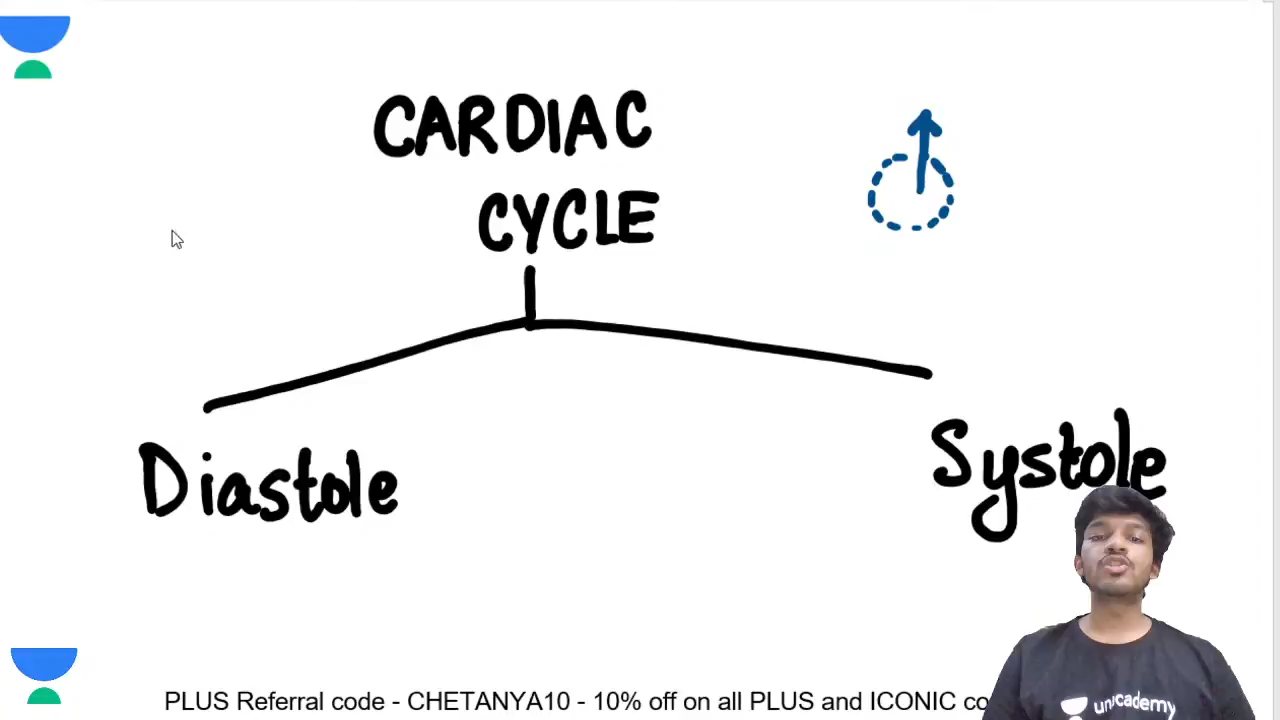 CARDIAC
CYCLE
Diastole
Systole
unacademy
PLUS Referral code - CHETANYA10 - 10% off on all PLUS and ICONIC co